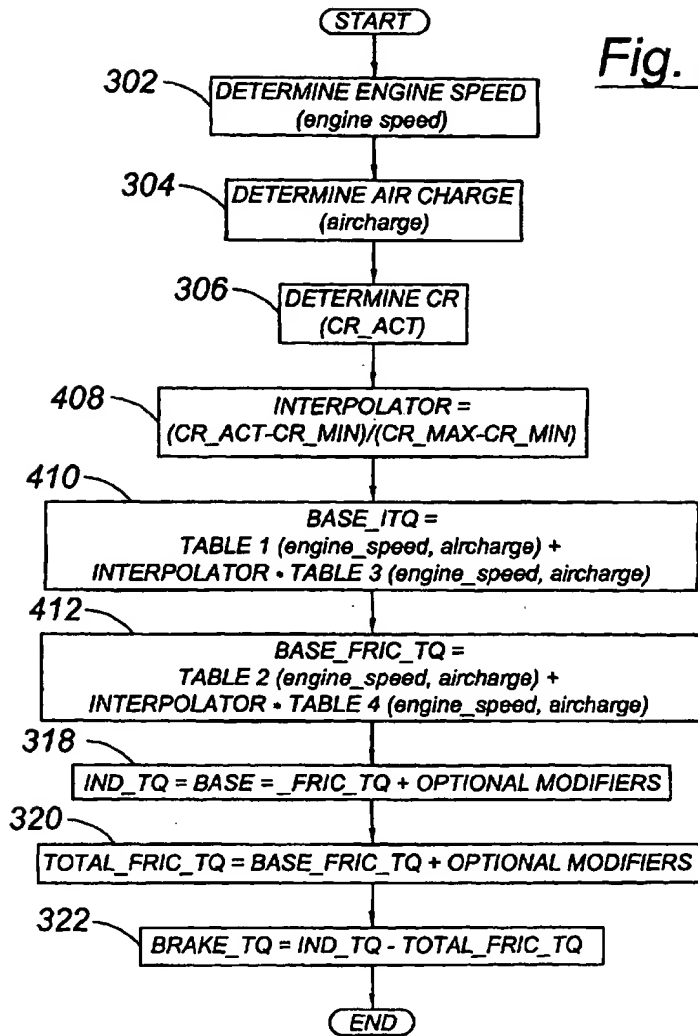 START
Fig.
302
DETERMINE ENGINE SPEED
(engine speed)
304
DETERMINE AIR CHARGE
(aircharge)
306
DETERMINE CR
(CR_ACT)
408
INTERPOLATOR =
(CR_ACT-CR_MIN)/(CR_MAX-CR_MIN)
410
BASE_ITQ =
TABLE 1 (engine_speed, aircharge) +
INTERPOLATOR * TABLE 3 (engine_speed, aircharge)
412
BASE_FRIC_TQ =
TABLE 2 (engine_speed, aircharge) +
INTERPOLATOR * TABLE 4 (engine_speed, aircharge)
318
IND_TQ = BASE = _FRIC_TQ + OPTIONAL MODIFIERS
320
TOTAL_FRIC_TQ = BASE_FRIC_TQ + OPTIONAL MODIFIERS
322
BRAKE_TQ = IND_TQ - TOTAL_FRIC_TQ
END